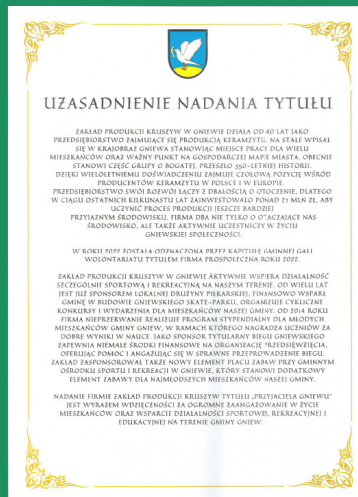 UZASADNIENIE NADANIA TYTUŁU
ZAKŁAD PRODUKCJI KRUSZYW W GNIEWIE DZIAŁA OD 40 LAT JAKO
PRZEDSIĘBIORSTWO ZAJMUJĄCE SIĘ PRODUKCJĄ KERAMZYTU. NA STAŁE WPISAŁ
SIĘ W KRAJOBRAZ GNIEWA STANOWIĄC MIEJSCE PRACY DLA WIELU
MIESZKAŃCÓW ORAZ WAŻNY PUNKT NA GOSPODARCZEJ MAPIE MIASTA. OBECNIE
STANOWI CZĘŚĆ GRUPY O BOGATEJ, PRZESZŁO 350-LETNIEJ HISTORII.
DZIĘKI WIELOLETNIEMU DOŚWIADCZENIU ZAJMUJE CZOŁOWĄ POZYCJĘ WŚRÓD
PRODUCENTÓW KERAMZYTU W POLSCE I W EUROPIE.
PRZEDSIĘBIORSTWO SWÓJ ROZWÓJ ŁĄCZY Z DBAŁOŚCIĄ O OTOCZENIE, DLATEGO
W CIĄGU OSTATNICH KILKUNASTU LAT ZAINWESTOWAŁO PONAD 27 MLN ZŁ, ABY
UCZYNIĆ PROCES PRODUKCJI JESZCZE BARDZIEJ
PRZYJAZNYM ŚRODOWISKU. FIRMA DBA NIE TYLKO O OTACZAJĄCE NAS
ŚRODOWISKO, ALE TAKŻE AKTYWNIE UCZESTNICZY W ŻYCIU
GNIEWSKIEJ SPOŁECZNOŚCI.
W ROKU 2022 ZOSTAŁA ODZNACZONA PRZEZ KAPITUŁĘ GMINNEJ GALI
WOLONTARIATU TYTUŁEM FIRMA PROSPOŁECZNA ROKU 2022.
ZAKŁAD PRODUKCJI KRUSZYW W GNIEWIE AKTYWNIE WSPIERA DZIAŁALNOŚĆ
SZCZEGÓLNIE SPORTOWĄ I REKREACYJNĄ NA NASZYM TERENIE. OD WIELU LAT
JEST JUŻ SPONSOREM LOKALNEJ DRUŻYNY PIŁKARSKIEJ, FINANSOWO WSPARŁ
GMINĘ W BUDOWIE GNIEWSKIEGO SKATE-PARKU, ORGANIZUJE CYKLICZNE
KONKURSY I WYDARZENIA DLA MIESZKAŃCÓW NASZEJ GMINY. OD 2014 ROKU
FIRMA NIEPRZERWANIE REALIZUJE PROGRAM STYPENDIALNY DLA MŁODYCH
MIESZKAŃCÓW GMINY GNIEW, W RAMACH KTÓREGO NAGRADZA UCZNIÓW ZA
DOBRE WYNIKI W NAUCE. JAKO SPONSOR TYTULARNY BIEGU GNIEWSKIEGO
ZAPEWNIA NIEMAŁE ŚRODKI FINANSOWE NA ORGANIZACJĘ PRZEDSIĘWZIĘCIA,
OFERUJĄC POMOC I ANGAŻUJĄC SIĘ W SPRAWNE PRZEPROWADZENIE BIEGU.
ZAKŁAD ZASPONSOROWAŁ TAKŻE NOWY ELEMENT PLACU ZABAW PRZY GMINNYM
OŚRODKU SPORTU I REKREACJI W GNIEWIE, KTÓRY STANOWI DODATKOWY
ELEMENT ZABAWY DLA NAJMŁODSZYCH MIESZKAŃCÓW NASZEJ GMINY.
NADANIE FIRMIE ZAKŁAD PRODUKCJI KRUSZYW TYTUŁU „PRZYJACIELA GNIEWU"
JEST WYRAZEM WDZIĘCZNOŚCI ZA OGROMNE ZAANGAŻOWANIE W ŻYCIE
MIESZKAŃCÓW ORAZ WSPARCIE DZIAŁALNOŚCI SPORTOWEJ, REKREACYJNEJ I
EDUKACYJNEJ NA TERENIE GMINY GNIEW.